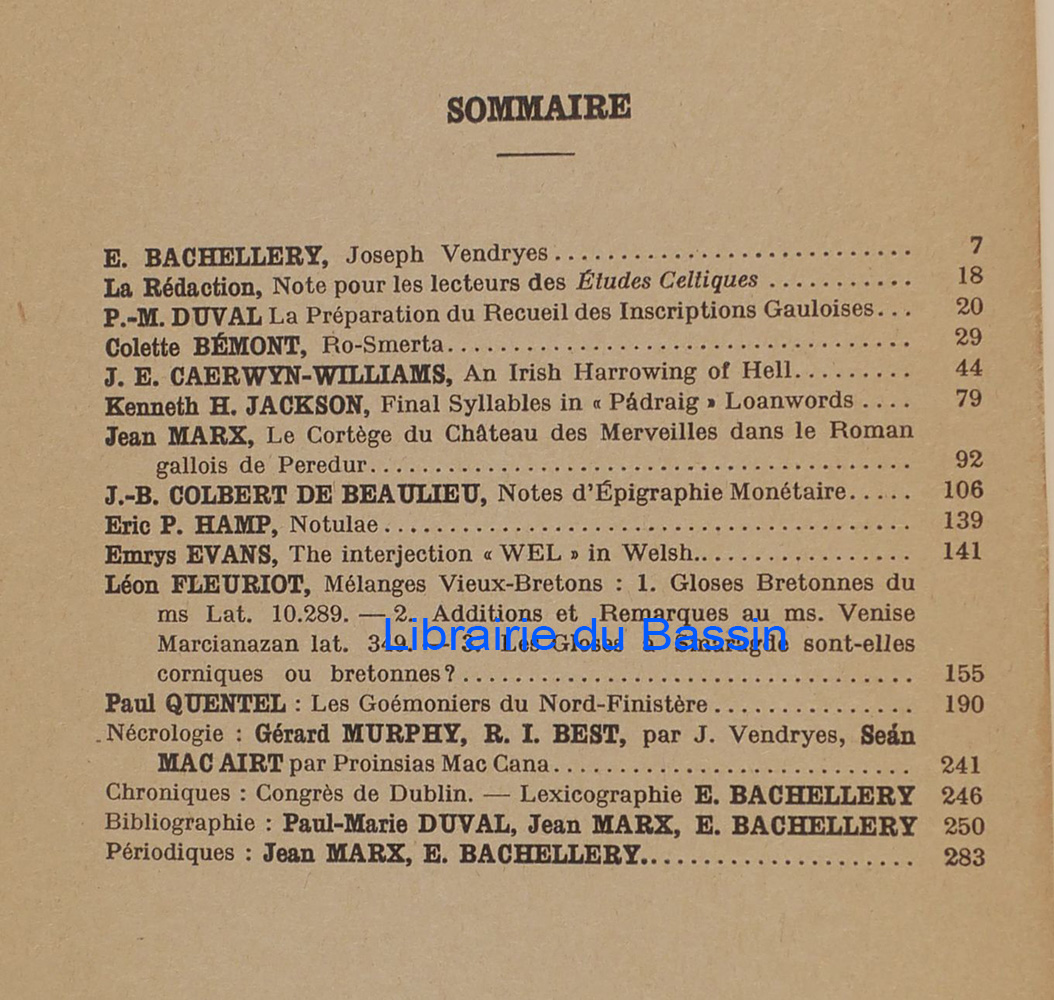 SOMMAIRE
E. BACHELLERY, Joseph Vendryes............................ 7
La Rédaction, Note pour les lecteurs des Études Celtiques ........... 18
P.-M. DUVAL La Préparation du Recueil des Inscriptions Gauloises... 20
Colette BÉMONT, Ro-Smerta.................................... 29
J. E. CAERWYN-WILLIAMS, An Irish Harrowing of Hell......... 44
Kenneth H. JACKSON, Final Syllables in « Pádraig » Loanwords .... 79
Jean MARX, Le Cortège du Château des Merveilles dans le Roman
gallois de Peredur.......................................... 92
J.-B. COLBERT DE BEAULIEU, Notes d'Épigraphie Monétaire..... 106
Eric P. HAMP, Notulae......................................... 139
Emrys EVANS, The interjection « WEL » in Welsh.................. 141
Léon FLEURIOT, Mélanges Vieux-Bretons : 1. Gloses Bretonnes du
ms Lat. 10.289. — 2. Additions et Remarques au ms. Venise
Marcianazan lat. 349. — 3. Les Gloses à Smaragde sont-elles
corniques ou bretonnes?................................... 155
Librairie du Bassin
Paul QUENTEL : Les Goémoniers du Nord-Finistère............... 190
Nécrologie : Gérard MURPHY, R. I. BEST, par J. Vendryes, Seán
MAC AIRT par Proinsias Mac Cana............................ 241
Chroniques : Congrès de Dublin. — Lexicographie E. BACHELLERY 246
Bibliographie : Paul-Marie DUVAL, Jean MARX, E. BACHELLERY 250
Périodiques : Jean MARX, E. BACHELLERY...................... 283